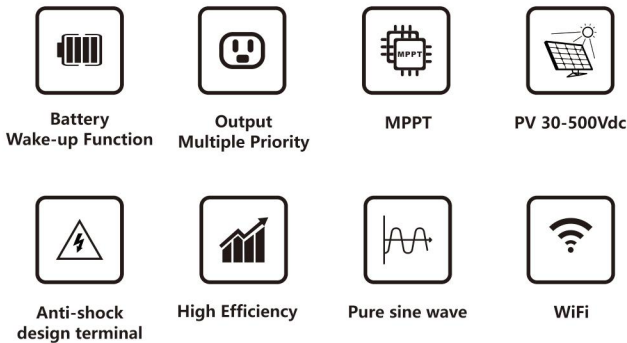 Battery
Wake-up Function
Output
Multiple Priority
MPPT
MPPT
PV 30-500Vdc
Anti-shock
design terminal
High Efficiency
Pure sine wave
WiFi